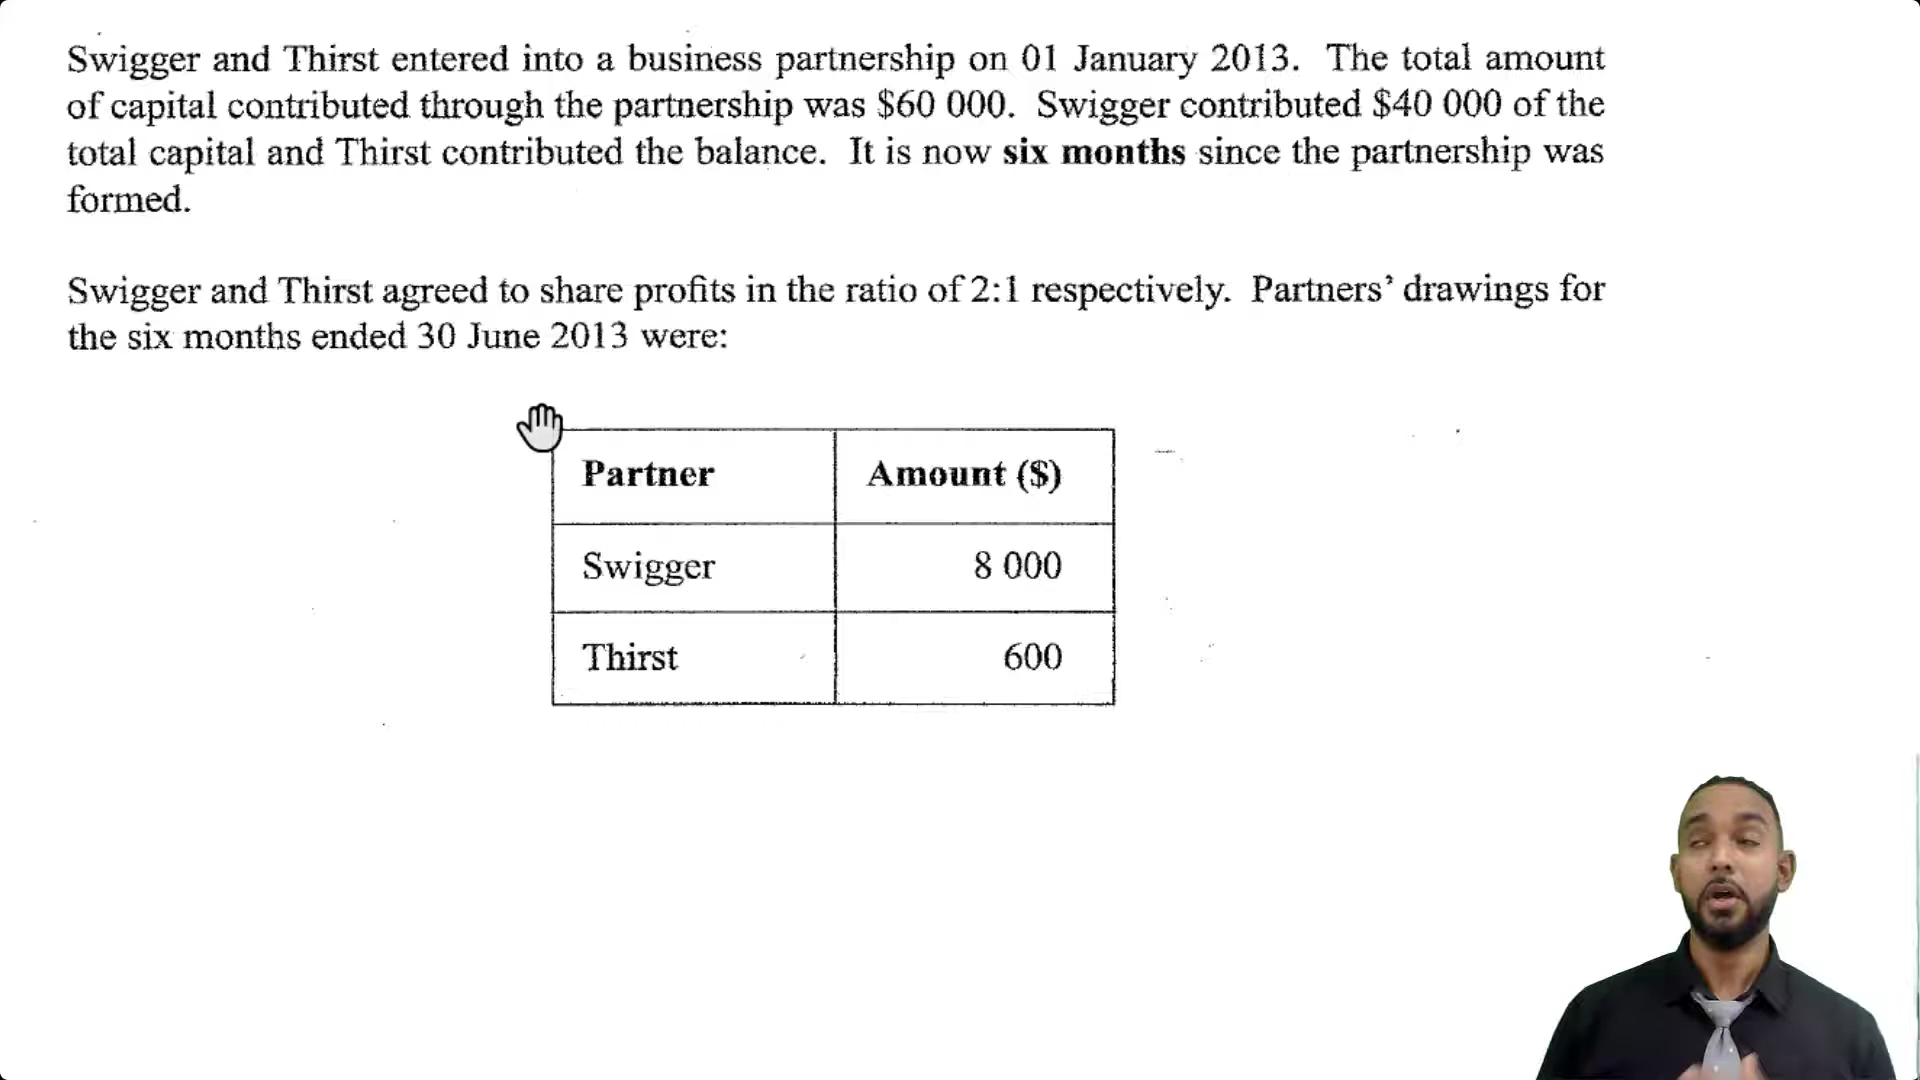 Swigger and Thirst entered into a business partnership on 01 January 2013. The total amount
of capital contributed through the partnership was $60 000. Swigger contributed $40 000 of the
total capital and Thirst contributed the balance. It is now six months since the partnership was
formed.
Swigger and Thirst agreed to share profits in the ratio of 2:1 respectively. Partners' drawings for
the six months ended 30 June 2013 were:
Partner Amount ($)
Swigger 8 000
Thirst 600